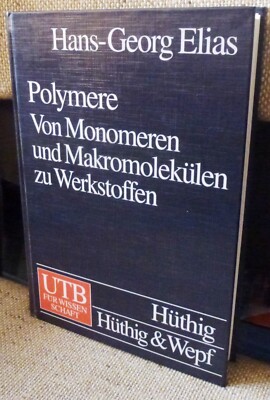 Hans-Georg Elias
Polymere
Von Monomeren
und Makromolekülen
zu Werkstoffen
UTB
FÜR WISSEN
SCHAFT
Hüthig
Hüthig & Wepf